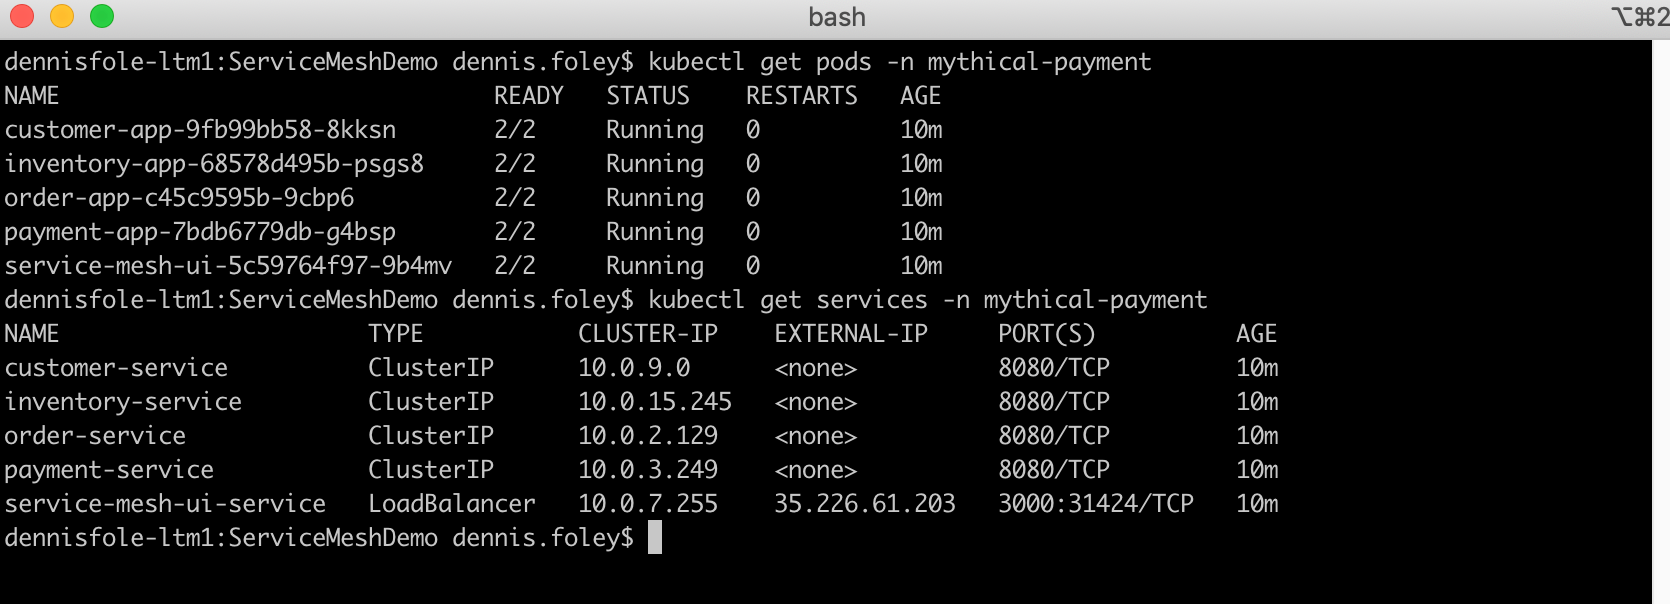 bash
⌥⌘2
dennisfole-ltm1:ServiceMeshDemo dennis.foley$ kubectl get pods -n mythical-payment
NAME READY STATUS RESTARTS AGE
customer-app-9fb99bb58-8kksn 2/2 Running 0 10m
inventory-app-68578d495b-psgs8 2/2 Running 0 10m
order-app-c45c9595b-9cbp6 2/2 Running 0 10m
payment-app-7bdb6779db-g4bsp 2/2 Running 0 10m
service-mesh-ui-5c59764f97-9b4mv 2/2 Running 0 10m
dennisfole-ltm1:ServiceMeshDemo dennis.foley$ kubectl get services -n mythical-payment
NAME TYPE CLUSTER-IP EXTERNAL-IP PORT(S) AGE
customer-service ClusterIP 10.0.9.0 <none> 8080/TCP 10m
inventory-service ClusterIP 10.0.15.245 <none> 8080/TCP 10m
order-service ClusterIP 10.0.2.129 <none> 8080/TCP 10m
payment-service ClusterIP 10.0.3.249 <none> 8080/TCP 10m
service-mesh-ui-service LoadBalancer 10.0.7.255 35.226.61.203 3000:31424/TCP 10m
dennisfole-ltm1:ServiceMeshDemo dennis.foley$